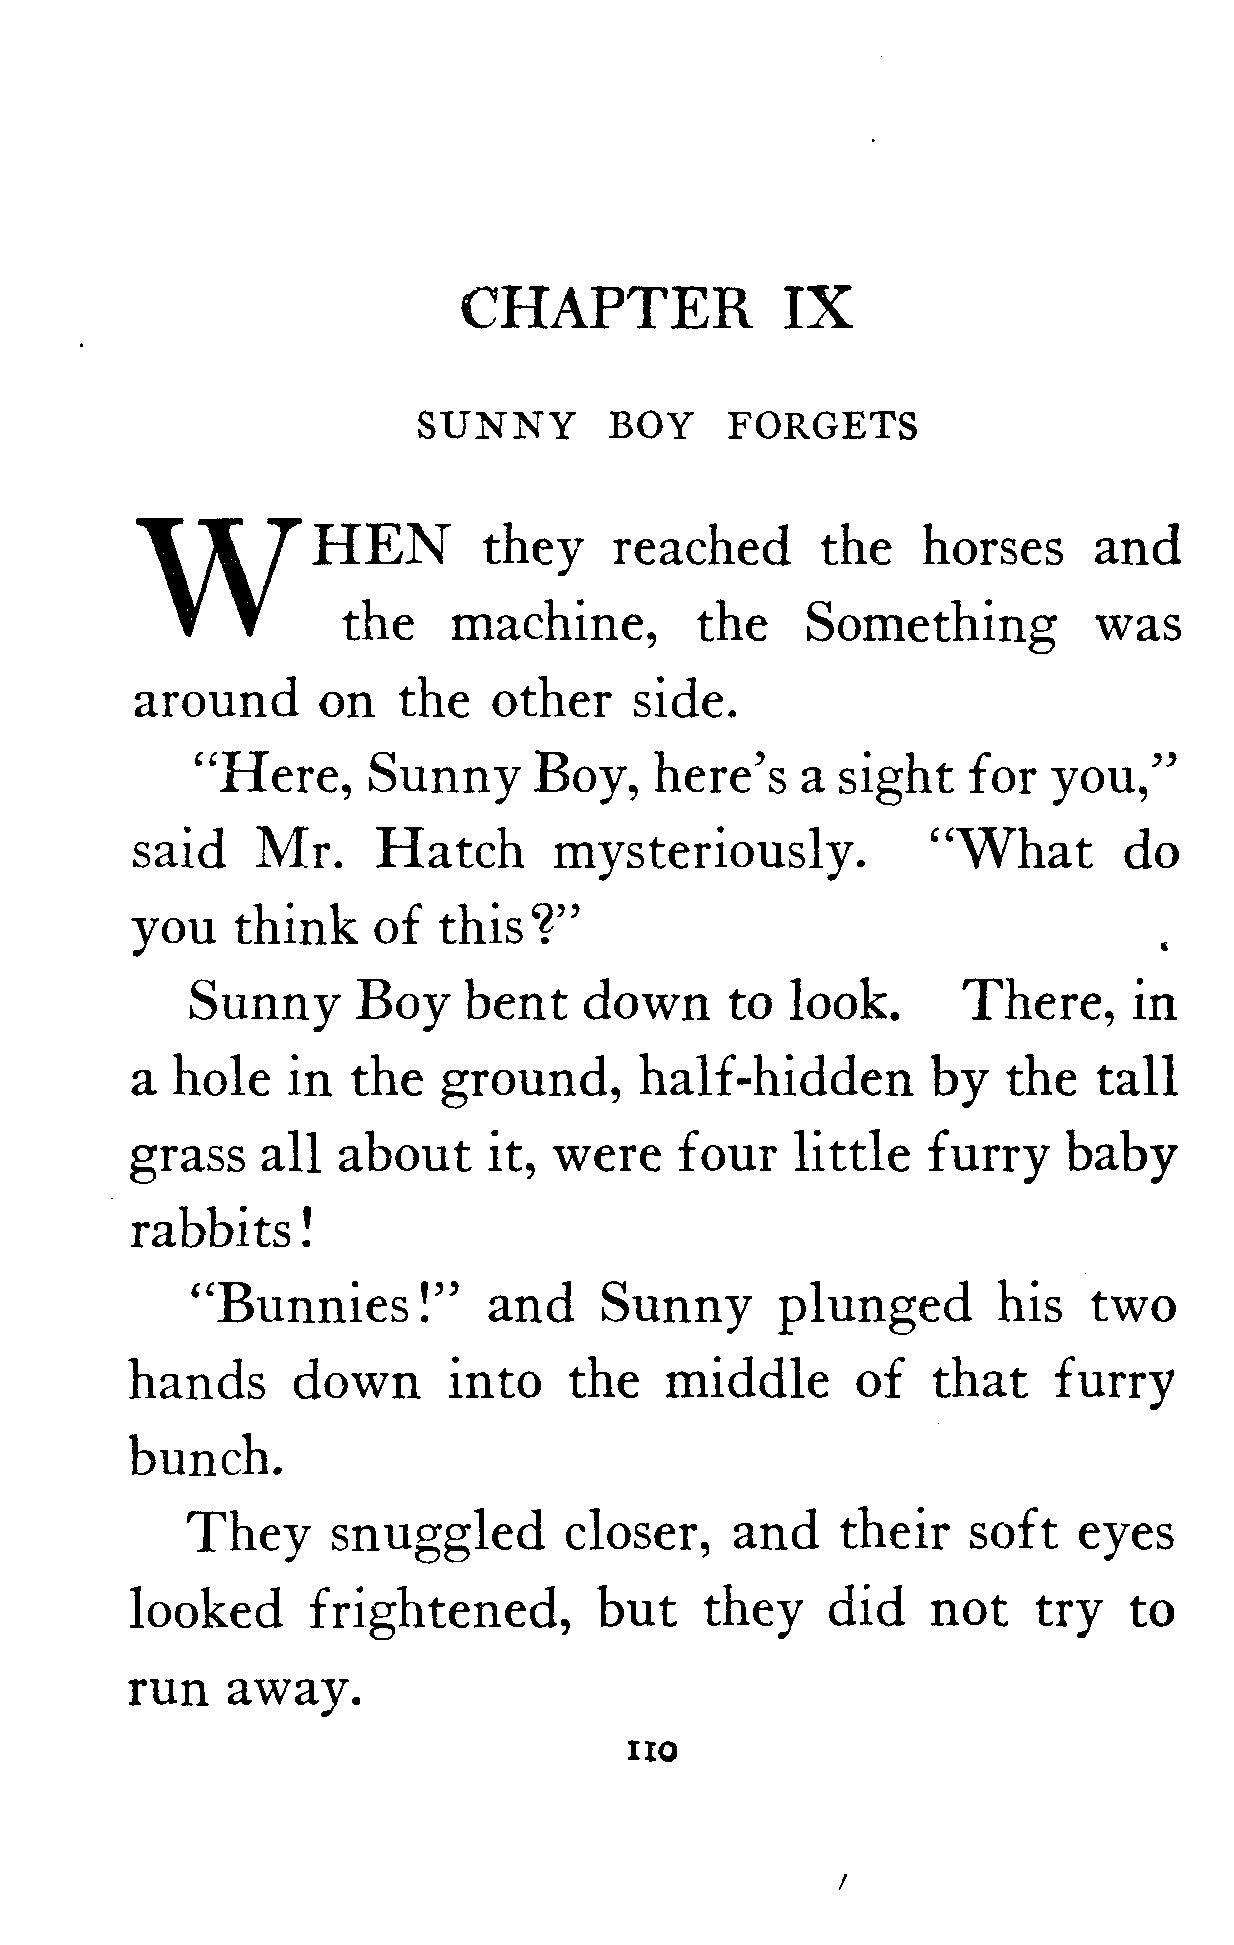 CHAPTER IX
SUNNY BOY FORGETS
WHEN they reached the horses and
the machine, the Something was
around on the other side.
“Here, Sunny Boy, here’s a sight for you,”
said Mr. Hatch mysteriously. “What do
you think of this?”
Sunny Boy bent down to look. There, in
a hole in the ground, half-hidden by the tall
grass all about it, were four little furry baby
rabbits!
“Bunnies!” and Sunny plunged his two
hands down into the middle of that furry
bunch.
They snuggled closer, and their soft eyes
looked frightened, but they did not try to
run away.
110